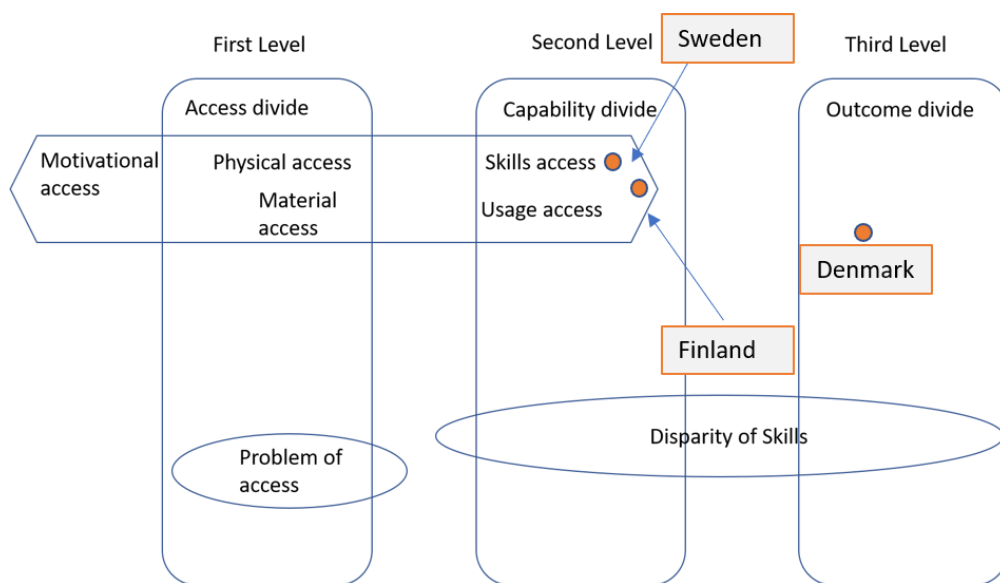 First Level
Second Level
Sweden
Third Level
Access divide
Capability divide
Outcome divide
Motivational
access
Physical access
Material
access
Skills access
Usage access
Denmark
Finland
Disparity of Skills
Problem of
access